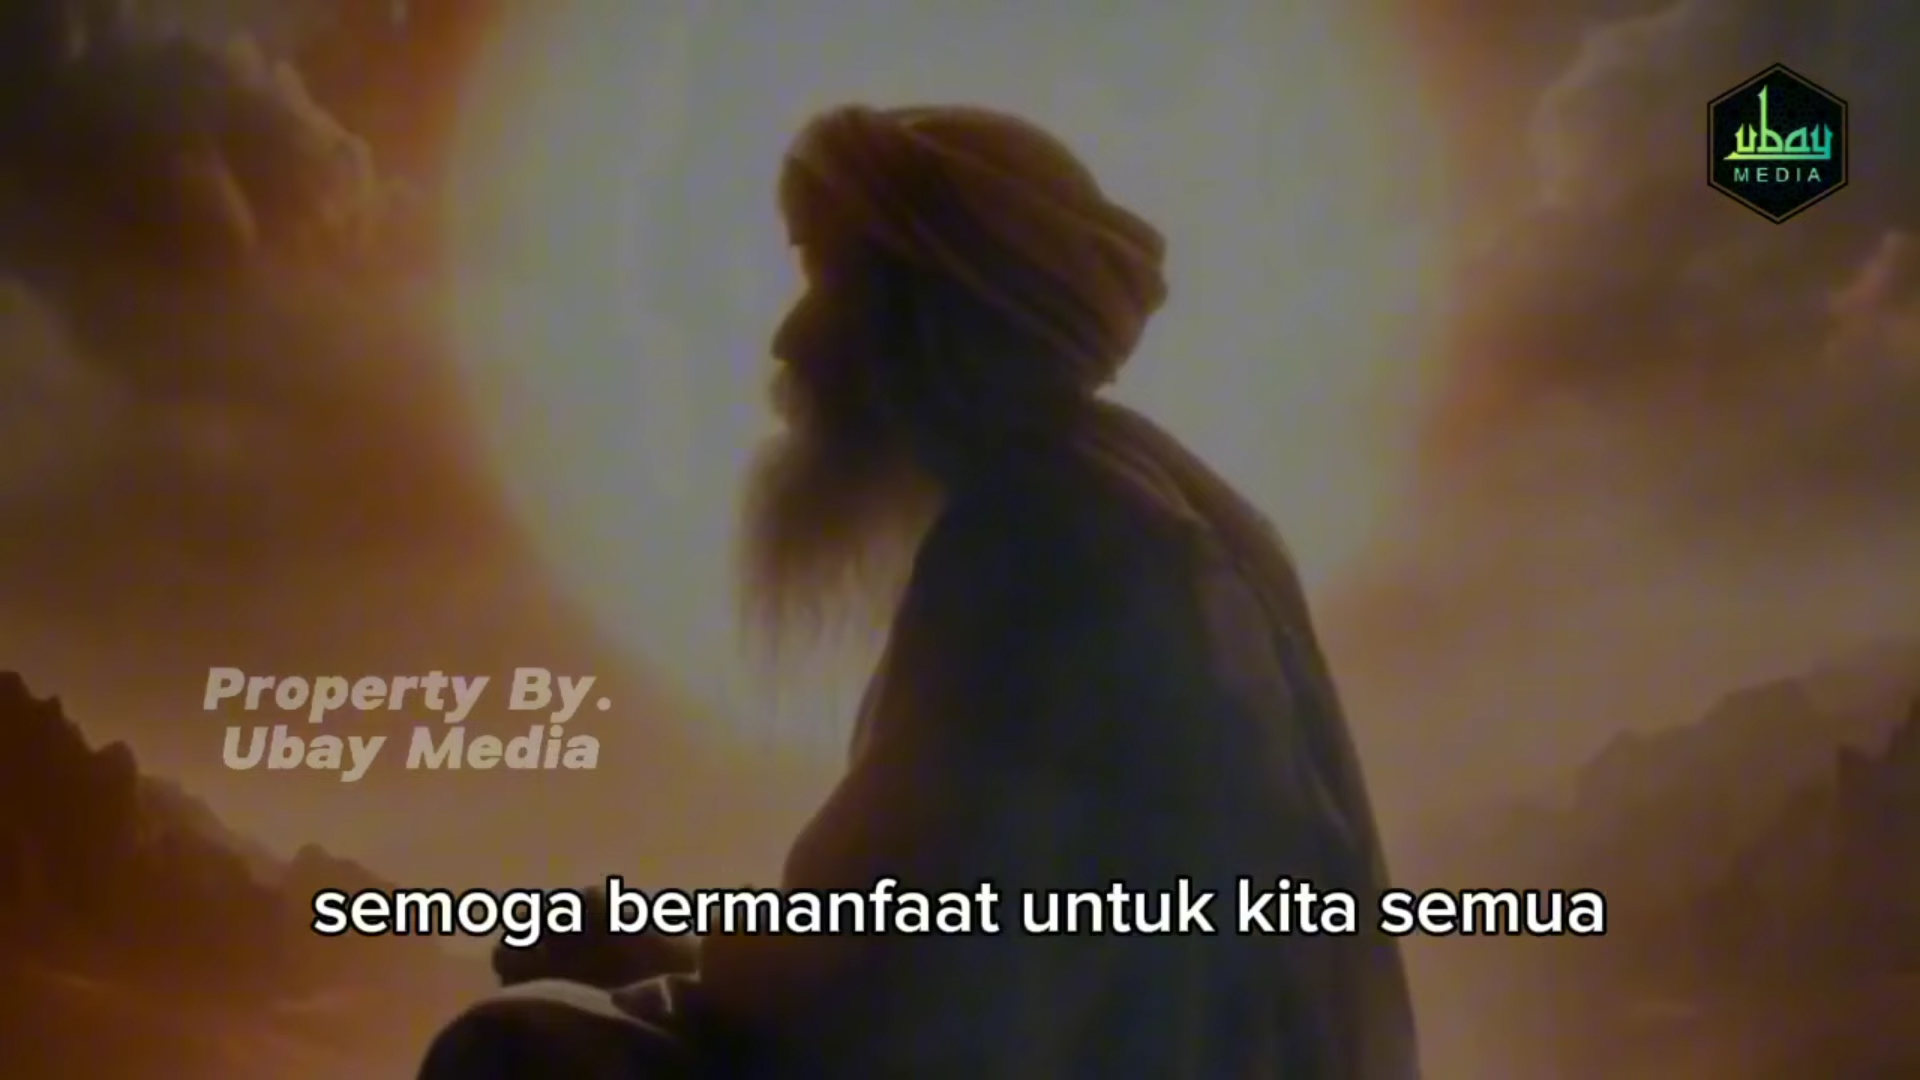 ubay
MEDIA
Property By.
Ubay Media
semoga bermanfaat untuk kita semua